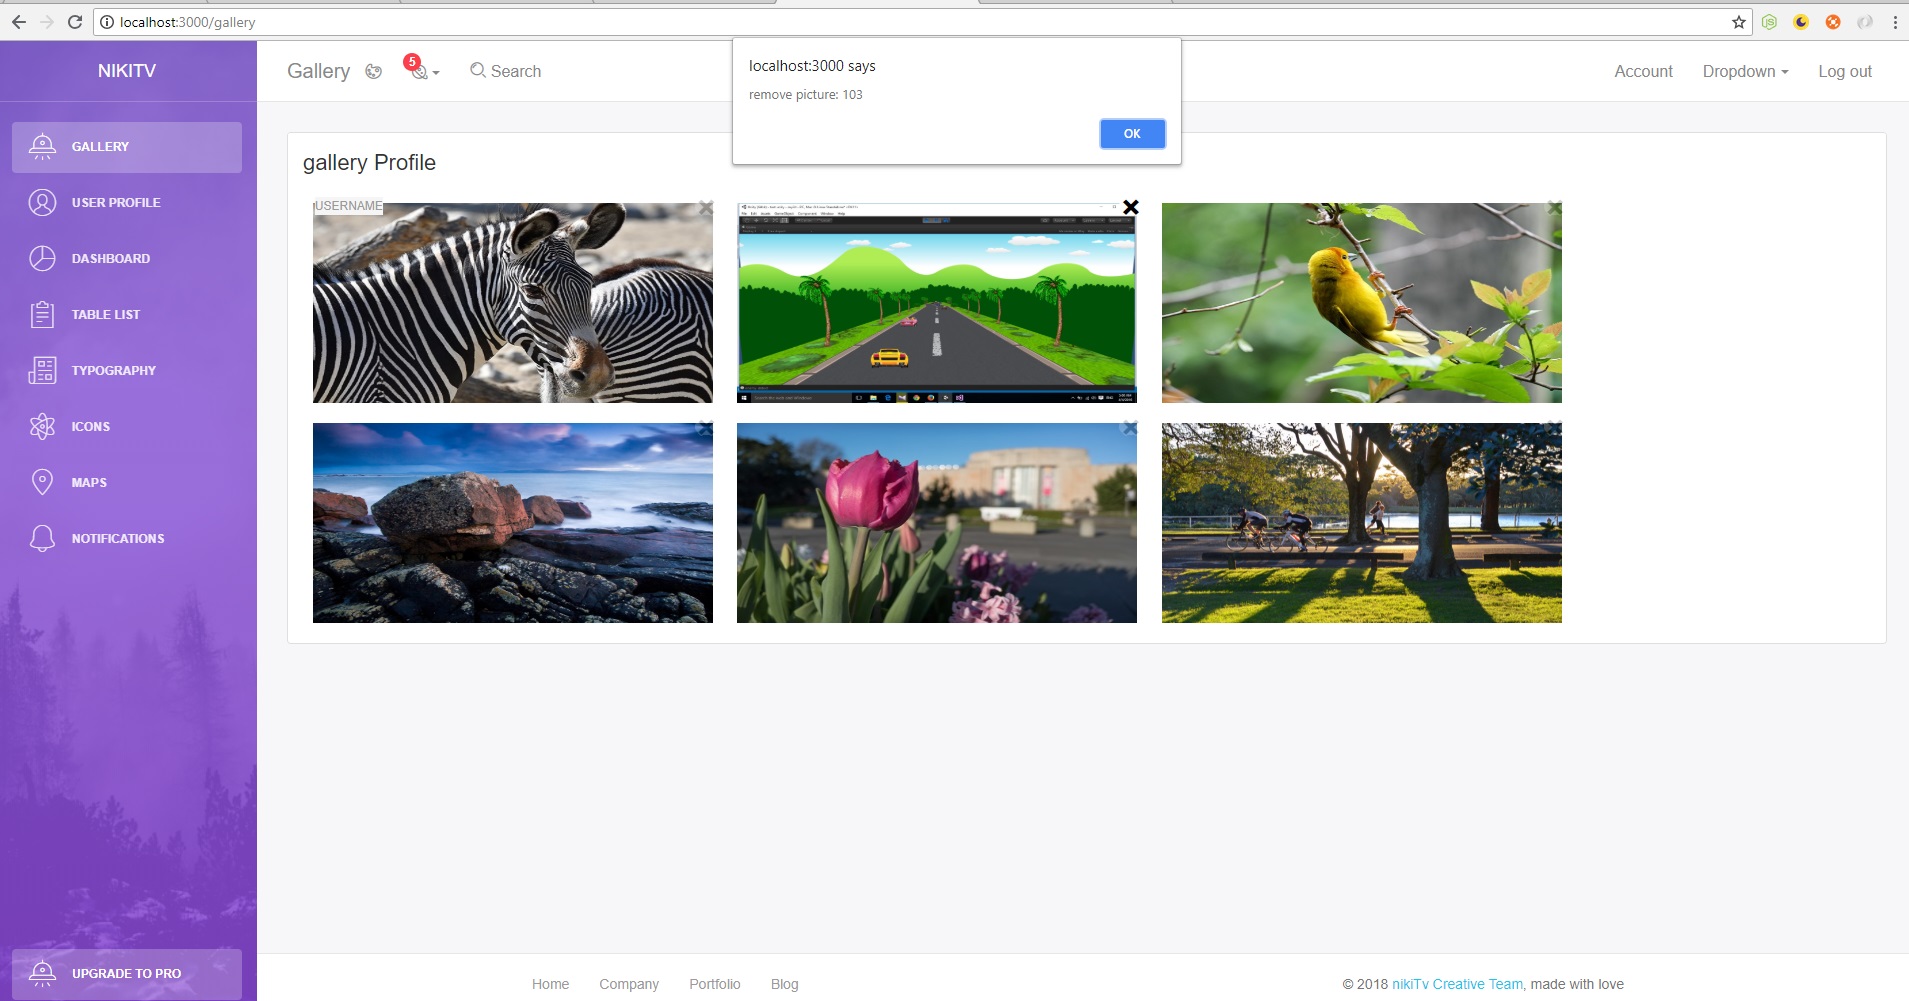 localhost:3000/gallery
NIKITV
Gallery
5
Search
localhost:3000 says
remove picture: 103
OK
Account
Dropdown
Log out
GALLERY
USER PROFILE
DASHBOARD
TABLE LIST
TYPOGRAPHY
ICONS
MAPS
NOTIFICATIONS
UPGRADE TO PRO
gallery Profile
USERNAME
Home
Company
Portfolio
Blog
© 2018 nikiTv Creative Team, made with love